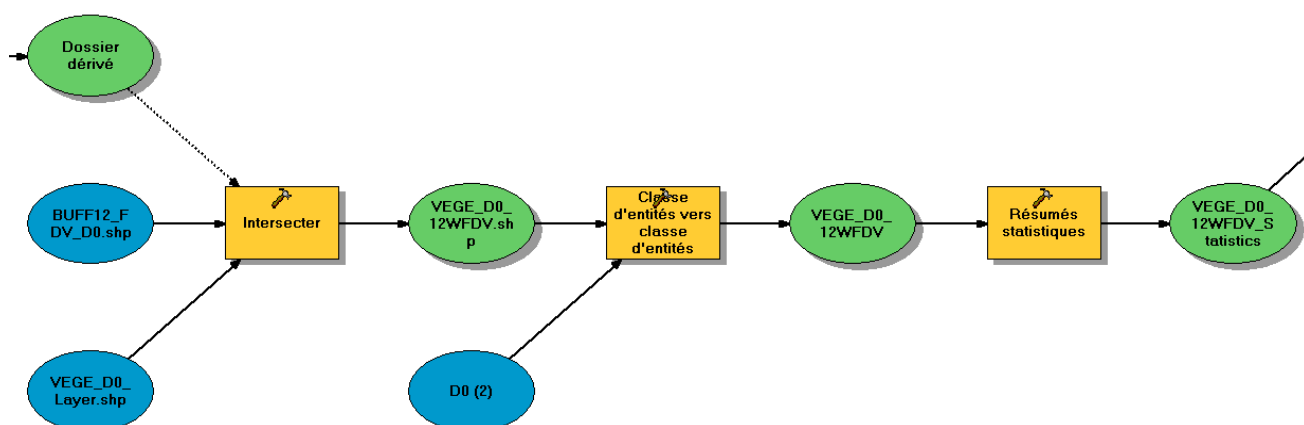 Dossier
dérivé
BUFF12_F
DV_D0.shp
Intersecter
VEGE_D0_
12WFDV.sh
p
Classe
d'entités vers
classe
d'entités
VEGE_D0_
12WFDV
Résumés
statistiques
VEGE_D0_
12WFDV_S
tatistics
VEGE_D0_
Layer.shp
D0 (2)